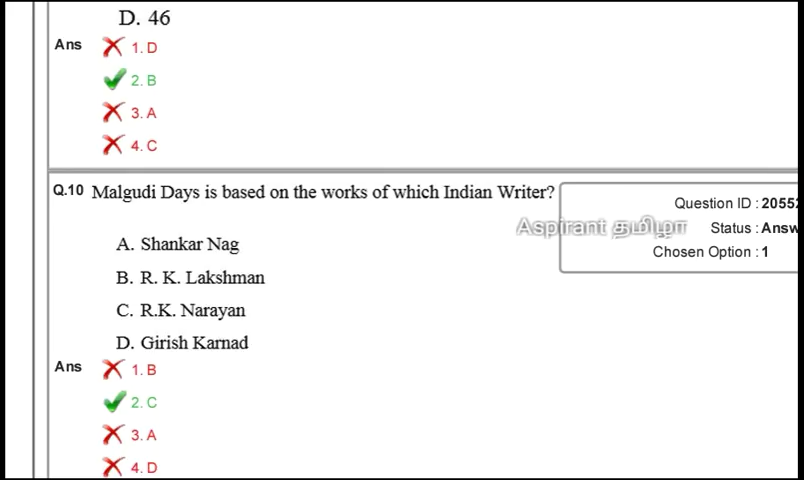 D. 46
Ans 1. D
2. B
3. A
4. C
Q.10 Malgudi Days is based on the works of which Indian Writer?
Question ID : 2055
Aspirant தமிழா Status : Answ
Chosen Option : 1
A. Shankar Nag
B. R. K. Lakshman
C. R.K. Narayan
D. Girish Karnad
Ans 1. B
2. C
3. A
4. D